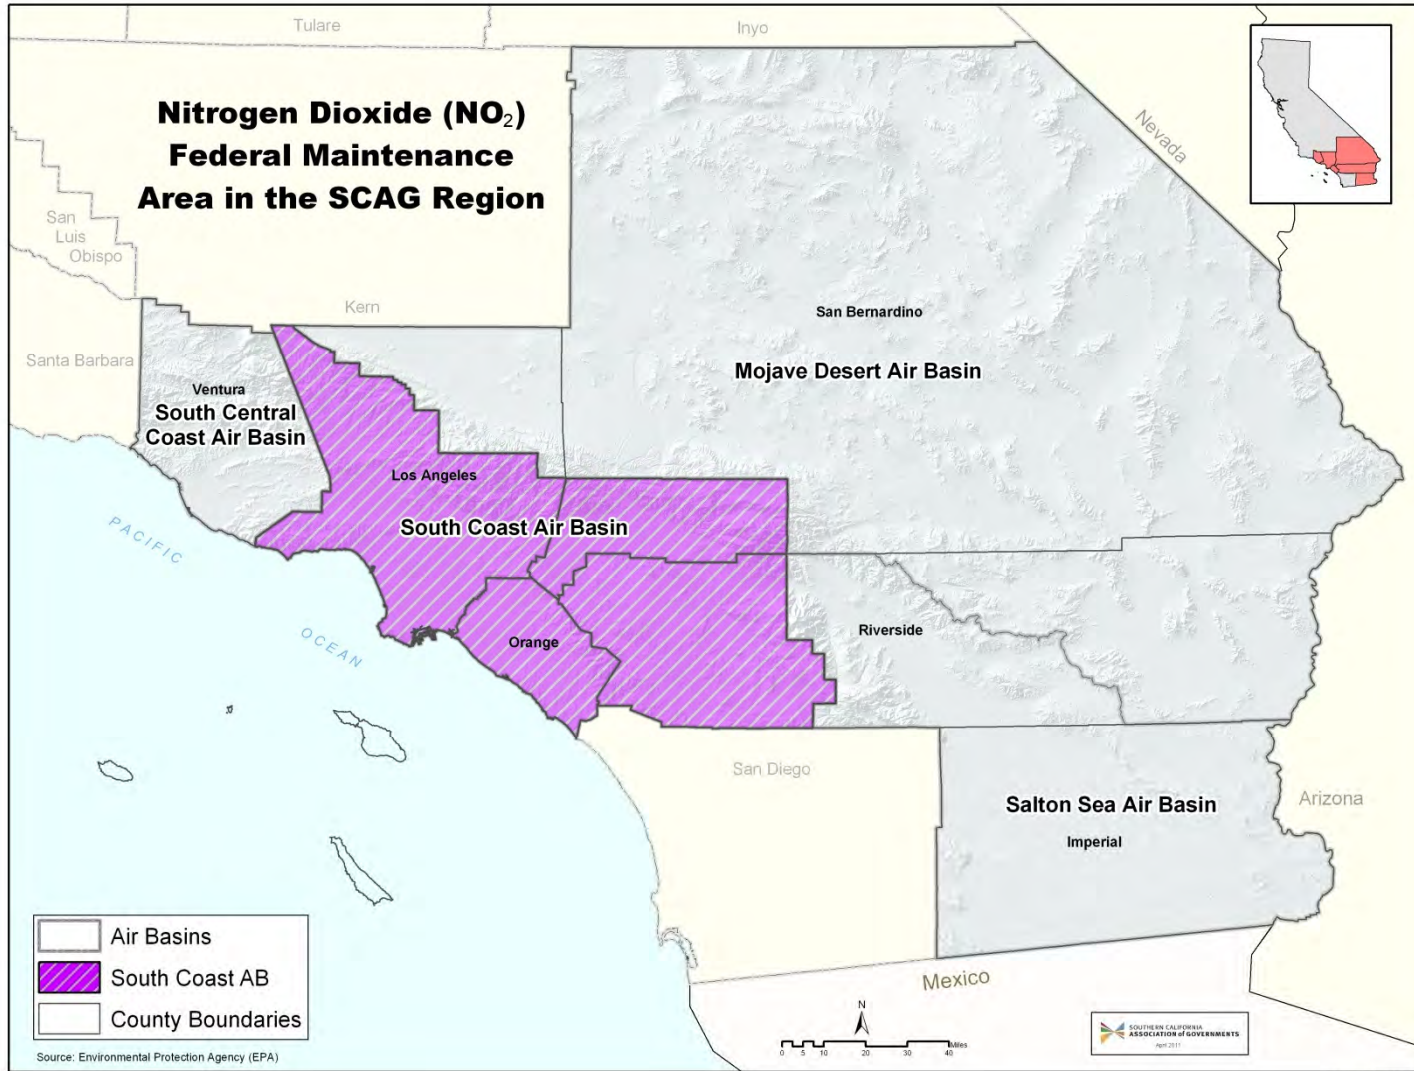 Tulare
Inyo
Nitrogen Dioxide (NO₂)
Federal Maintenance
Area in the SCAG Region
Nevada
San
Luis
Obispo
Kern
San Bernardino
Santa Barbara
Mojave Desert Air Basin
Ventura
South Central
Coast Air Basin
Los Angeles
South Coast Air Basin
PACIFIC
OCEAN
Orange
Riverside
San Diego
Salton Sea Air Basin
Arizona
Imperial
Air Basins
South Coast AB
County Boundaries
Mexico
N
Miles
0 5 10 20 30 40
SOUTHERN CALIFORNIA
ASSOCIATION of GOVERNMENTS
April 2011
Source: Environmental Protection Agency (EPA)